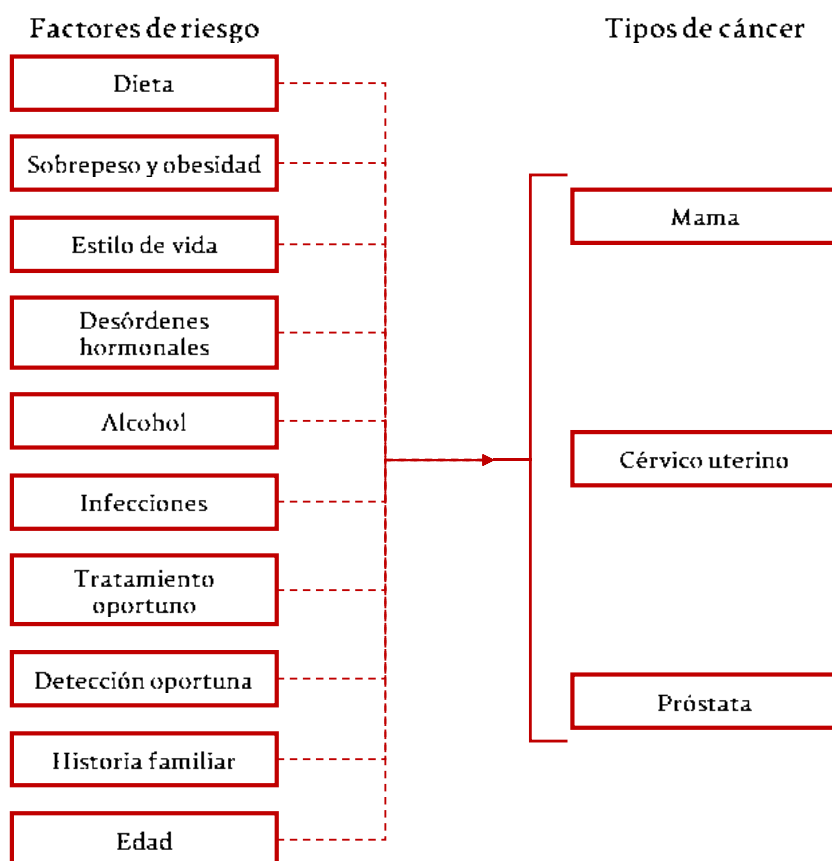 Factores de riesgo
Dieta
Sobrepeso y obesidad
Estilo de vida
Desórdenes
hormonales
Alcohol
Infecciones
Tratamiento
oportuno
Detección oportuna
Historia familiar
Edad
Tipos de cáncer
Mama
Cérvico uterino
Próstata